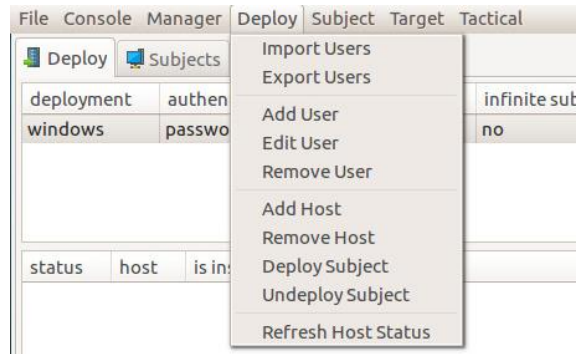 File Console Manager Deploy Subject Target Tactical
Deploy Subjects
deployment authen infinite sub
windows passwo no
status host is ins
Import Users
Export Users
Add User
Edit User
Remove User
Add Host
Remove Host
Deploy Subject
Undeploy Subject
Refresh Host Status